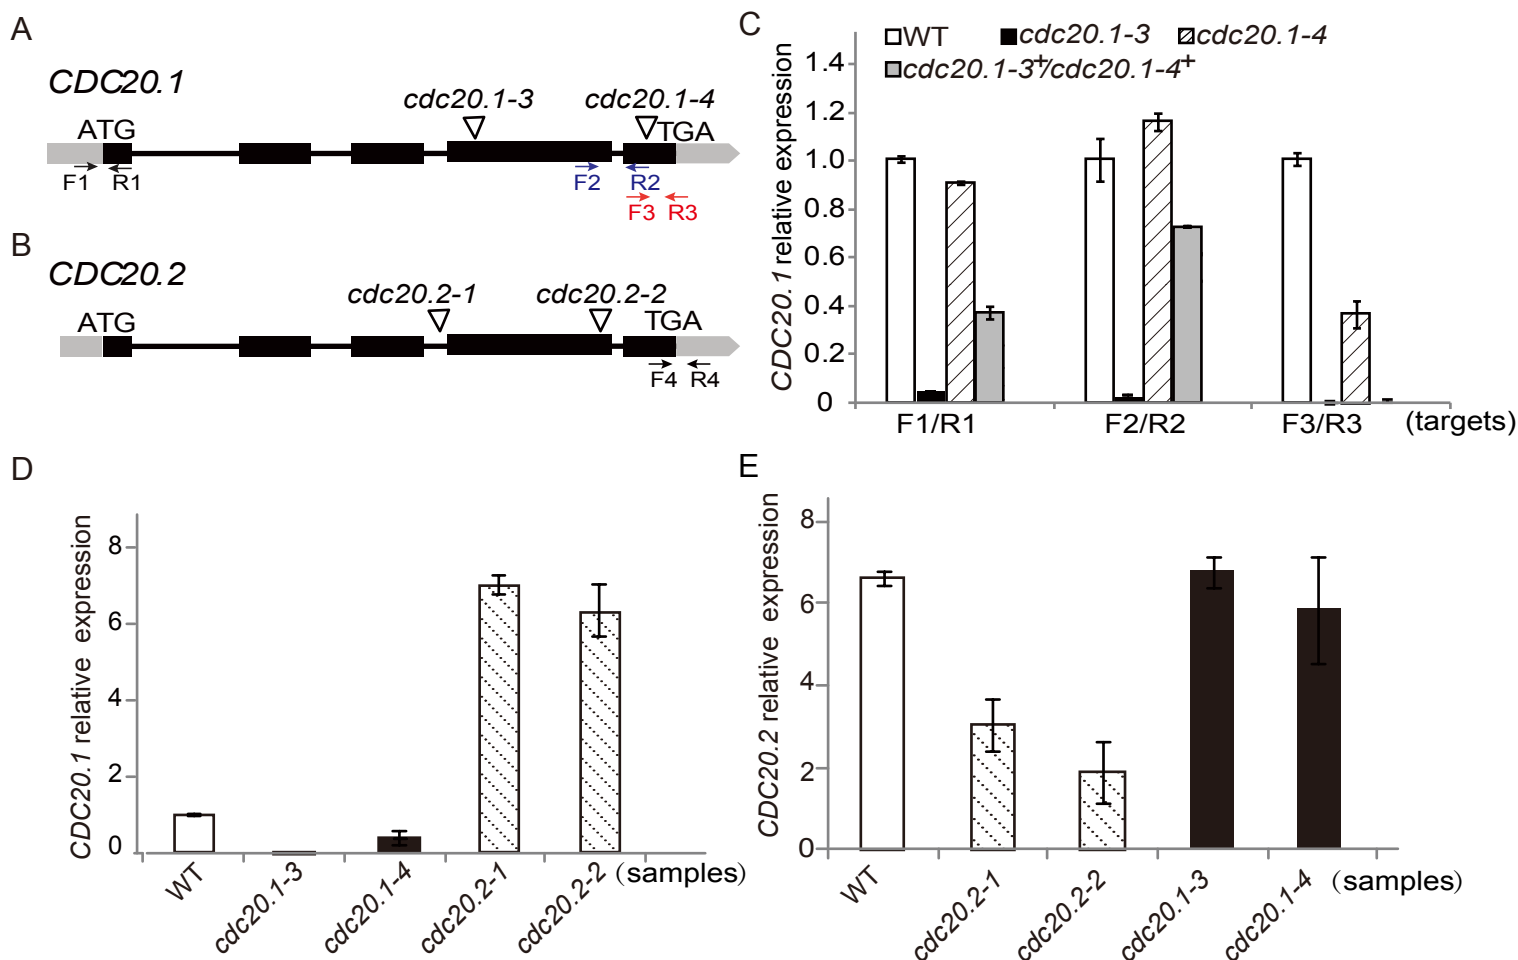 A
CDC20.1
cdc20.1-3 cdc20.1-4
ATG TGA
F1 R1 F2 R2
F3 R3
B
CDC20.2
cdc20.2-1 cdc20.2-2
ATG TGA
F4 R4
C
WT cdc20.1-3 cdc20.1-4
cdc20.1-3+/cdc20.1-4+
CDC20.1 relative expression
1.4
1.2
1.0
0.8
0.6
0.4
0.2
0
F1/R1 F2/R2 F3/R3 (targets)
D
CDC20.1 relative expression
8
6
4
2
0
WT cdc20.1-3 cdc20.1-4 cdc20.2-1 cdc20.2-2 (samples)
E
CDC20.2 relative expression
8
6
4
2
0
WT cdc20.2-1 cdc20.2-2 cdc20.1-3 cdc20.1-4 (samples)